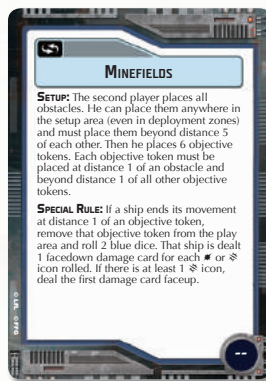 MINEFIELDS
SETUP: The second player places all
obstacles. He can place them anywhere in
the setup area (even in deployment zones)
and must place them beyond distance 5
of each other. Then he places 6 objective
tokens. Each objective token must be
placed at distance 1 of an obstacle and
beyond distance 1 of all other objective
tokens.
SPECIAL RULE: If a ship ends its movement
at distance 1 of an objective token,
remove that objective token from the play
area and roll 2 blue dice. That ship is dealt
1 facedown damage card for each or
icon rolled. If there is at least 1 icon,
deal the first damage card faceup.
© LFL © FFG
--